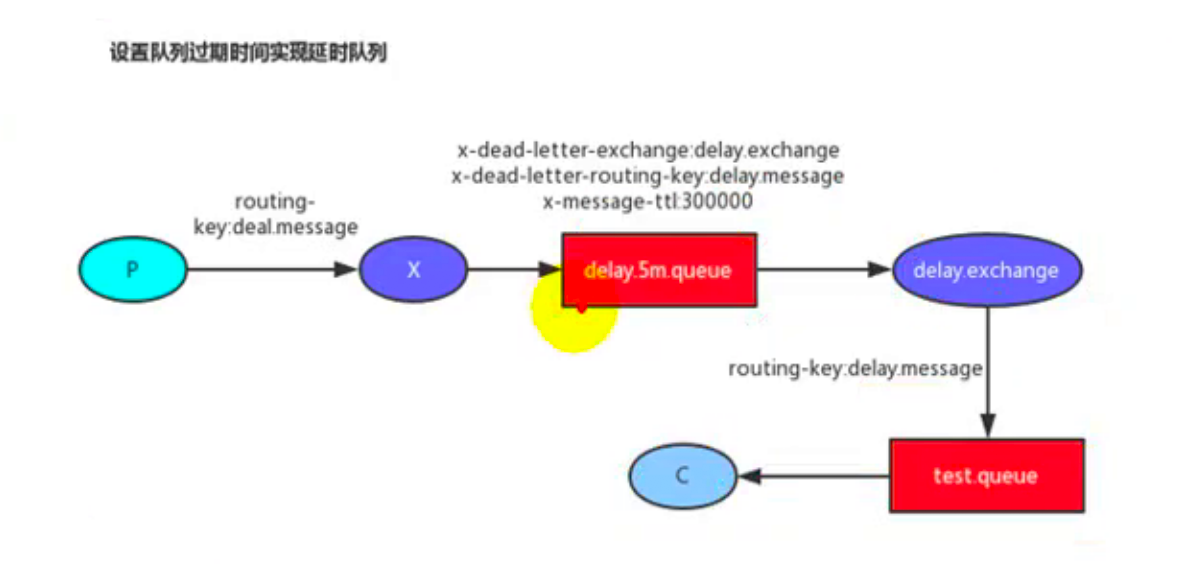 设置队列过期时间实现延时队列
x-dead-letter-exchange:delay.exchange
x-dead-letter-routing-key:delay.message
x-message-ttl:300000
routing-
key:deal.message
P
X
delay.5m.queue
delay.exchange
routing-key:delay.message
C
test.queue